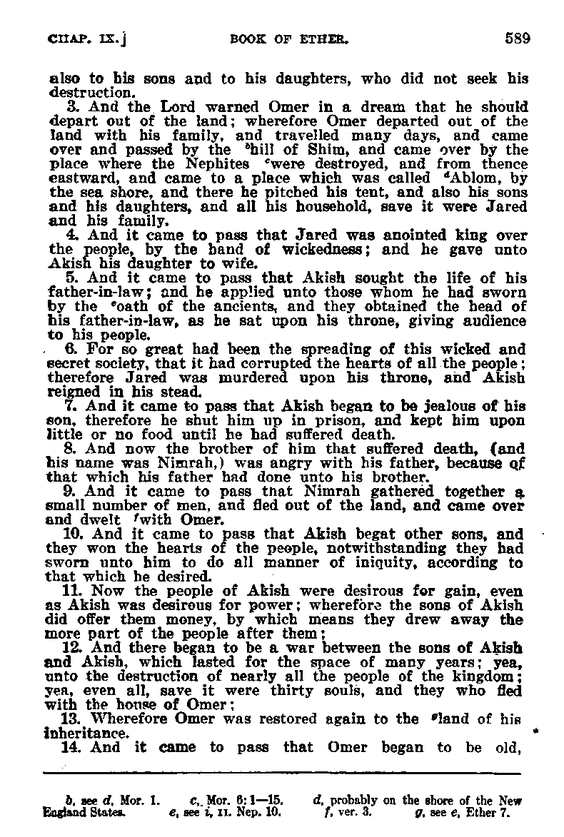 CHAP. IX.] BOOK OF ETHER. 589
also to his sons and to his daughters, who did not seek his
destruction.
3. And the Lord warned Omer in a dream that he should
depart out of the land; wherefore Omer departed out of the
land with his family, and travelled many days, and came
over and passed by the ᵇhill of Shim, and came over by the
place where the Nephites ᶜwere destroyed, and from thence
eastward, and came to a place which was called ᵈAblom, by
the sea shore, and there he pitched his tent, and also his sons
and his daughters, and all his household, save it were Jared
and his family.
4. And it came to pass that Jared was anointed king over
the people, by the hand of wickedness; and he gave unto
Akish his daughter to wife.
5. And it came to pass that Akish sought the life of his
father-in-law; and he applied unto those whom he had sworn
by the ᵉoath of the ancients, and they obtained the head of
his father-in-law, as he sat upon his throne, giving audience
to his people.
6. For so great had been the spreading of this wicked and
secret society, that it had corrupted the hearts of all the people;
therefore Jared was murdered upon his throne, and Akish
reigned in his stead.
7. And it came to pass that Akish began to be jealous of his
son, therefore he shut him up in prison, and kept him upon
little or no food until he had suffered death.
8. And now the brother of him that suffered death, (and
his name was Nimrah,) was angry with his father, because of
that which his father had done unto his brother.
9. And it came to pass that Nimrah gathered together a
small number of men, and fled out of the land, and came over
and dwelt ᶠwith Omer.
10. And it came to pass that Akish begat other sons, and
they won the hearts of the people, notwithstanding they had
sworn unto him to do all manner of iniquity, according to
that which he desired.
11. Now the people of Akish were desirous for gain, even
as Akish was desirous for power; wherefore the sons of Akish
did offer them money, by which means they drew away the
more part of the people after them;
12. And there began to be a war between the sons of Akish
and Akish, which lasted for the space of many years; yea,
unto the destruction of nearly all the people of the kingdom;
yea, even all, save it were thirty souls, and they who fled
with the house of Omer;
13. Wherefore Omer was restored again to the ᵍland of his
inheritance.
14. And it came to pass that Omer began to be old,
b, see d, Mor. 1. c, Mor. 6: 1—15. d, probably on the shore of the New
England States. e, see i, II. Nep. 10. f, ver. 3. g, see e, Ether 7.